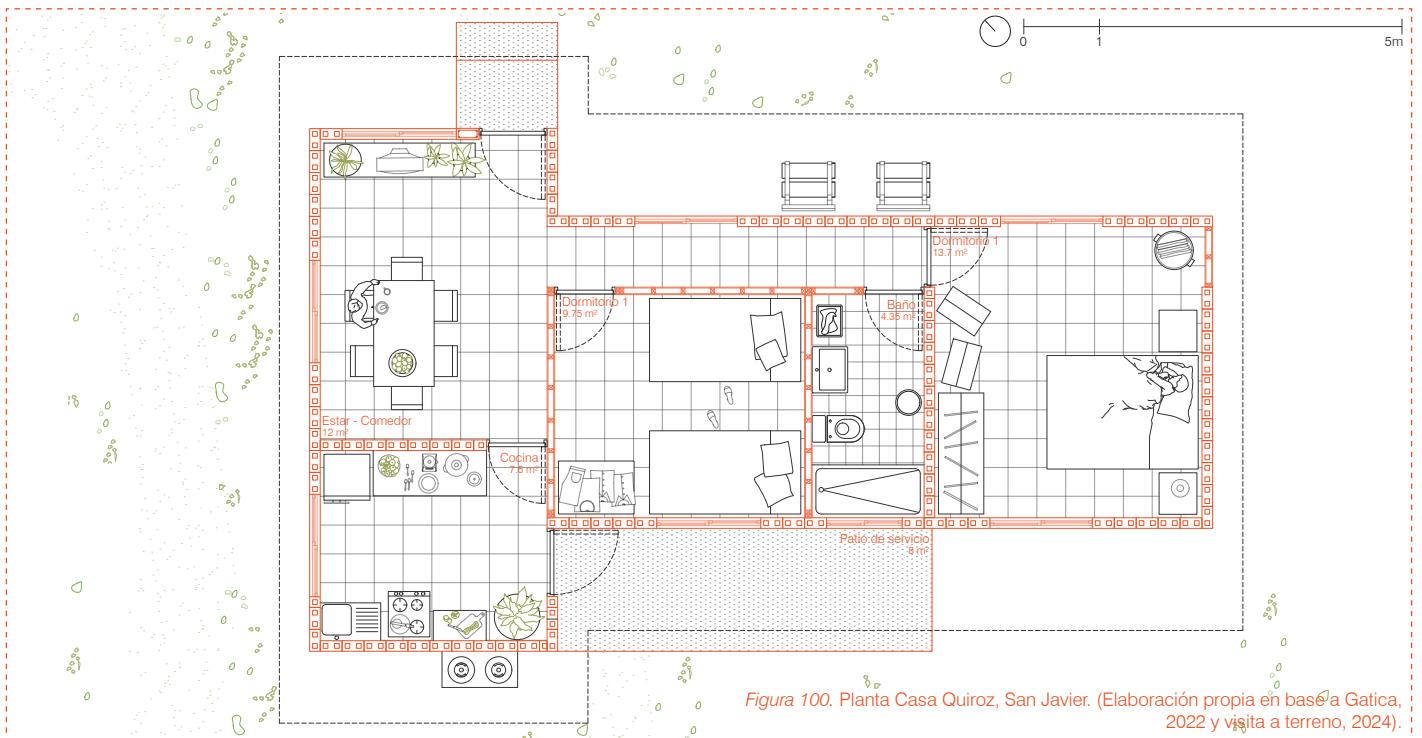 0 1 5m
Dormitorio 1
13.7 m²
Dormitorio 1
9.75 m²
Baño
4.35 m²
Estar - Comedor
12 m²
Cocina
7.6 m²
Patio de servicio
8 m²
Figura 100. Planta Casa Quiroz, San Javier. (Elaboración propia en base a Gatica,
2022 y visita a terreno, 2024).